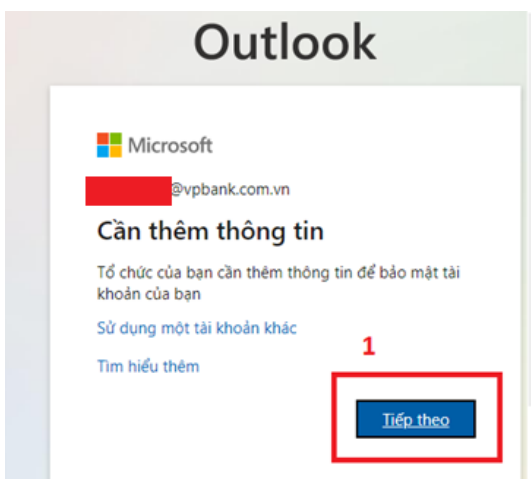 Outlook
Microsoft
@vpbank.com.vn
Cần thêm thông tin
Tổ chức của bạn cần thêm thông tin để bảo mật tài
khoản của bạn
Sử dụng một tài khoản khác
1
Tìm hiểu thêm
Tiếp theo